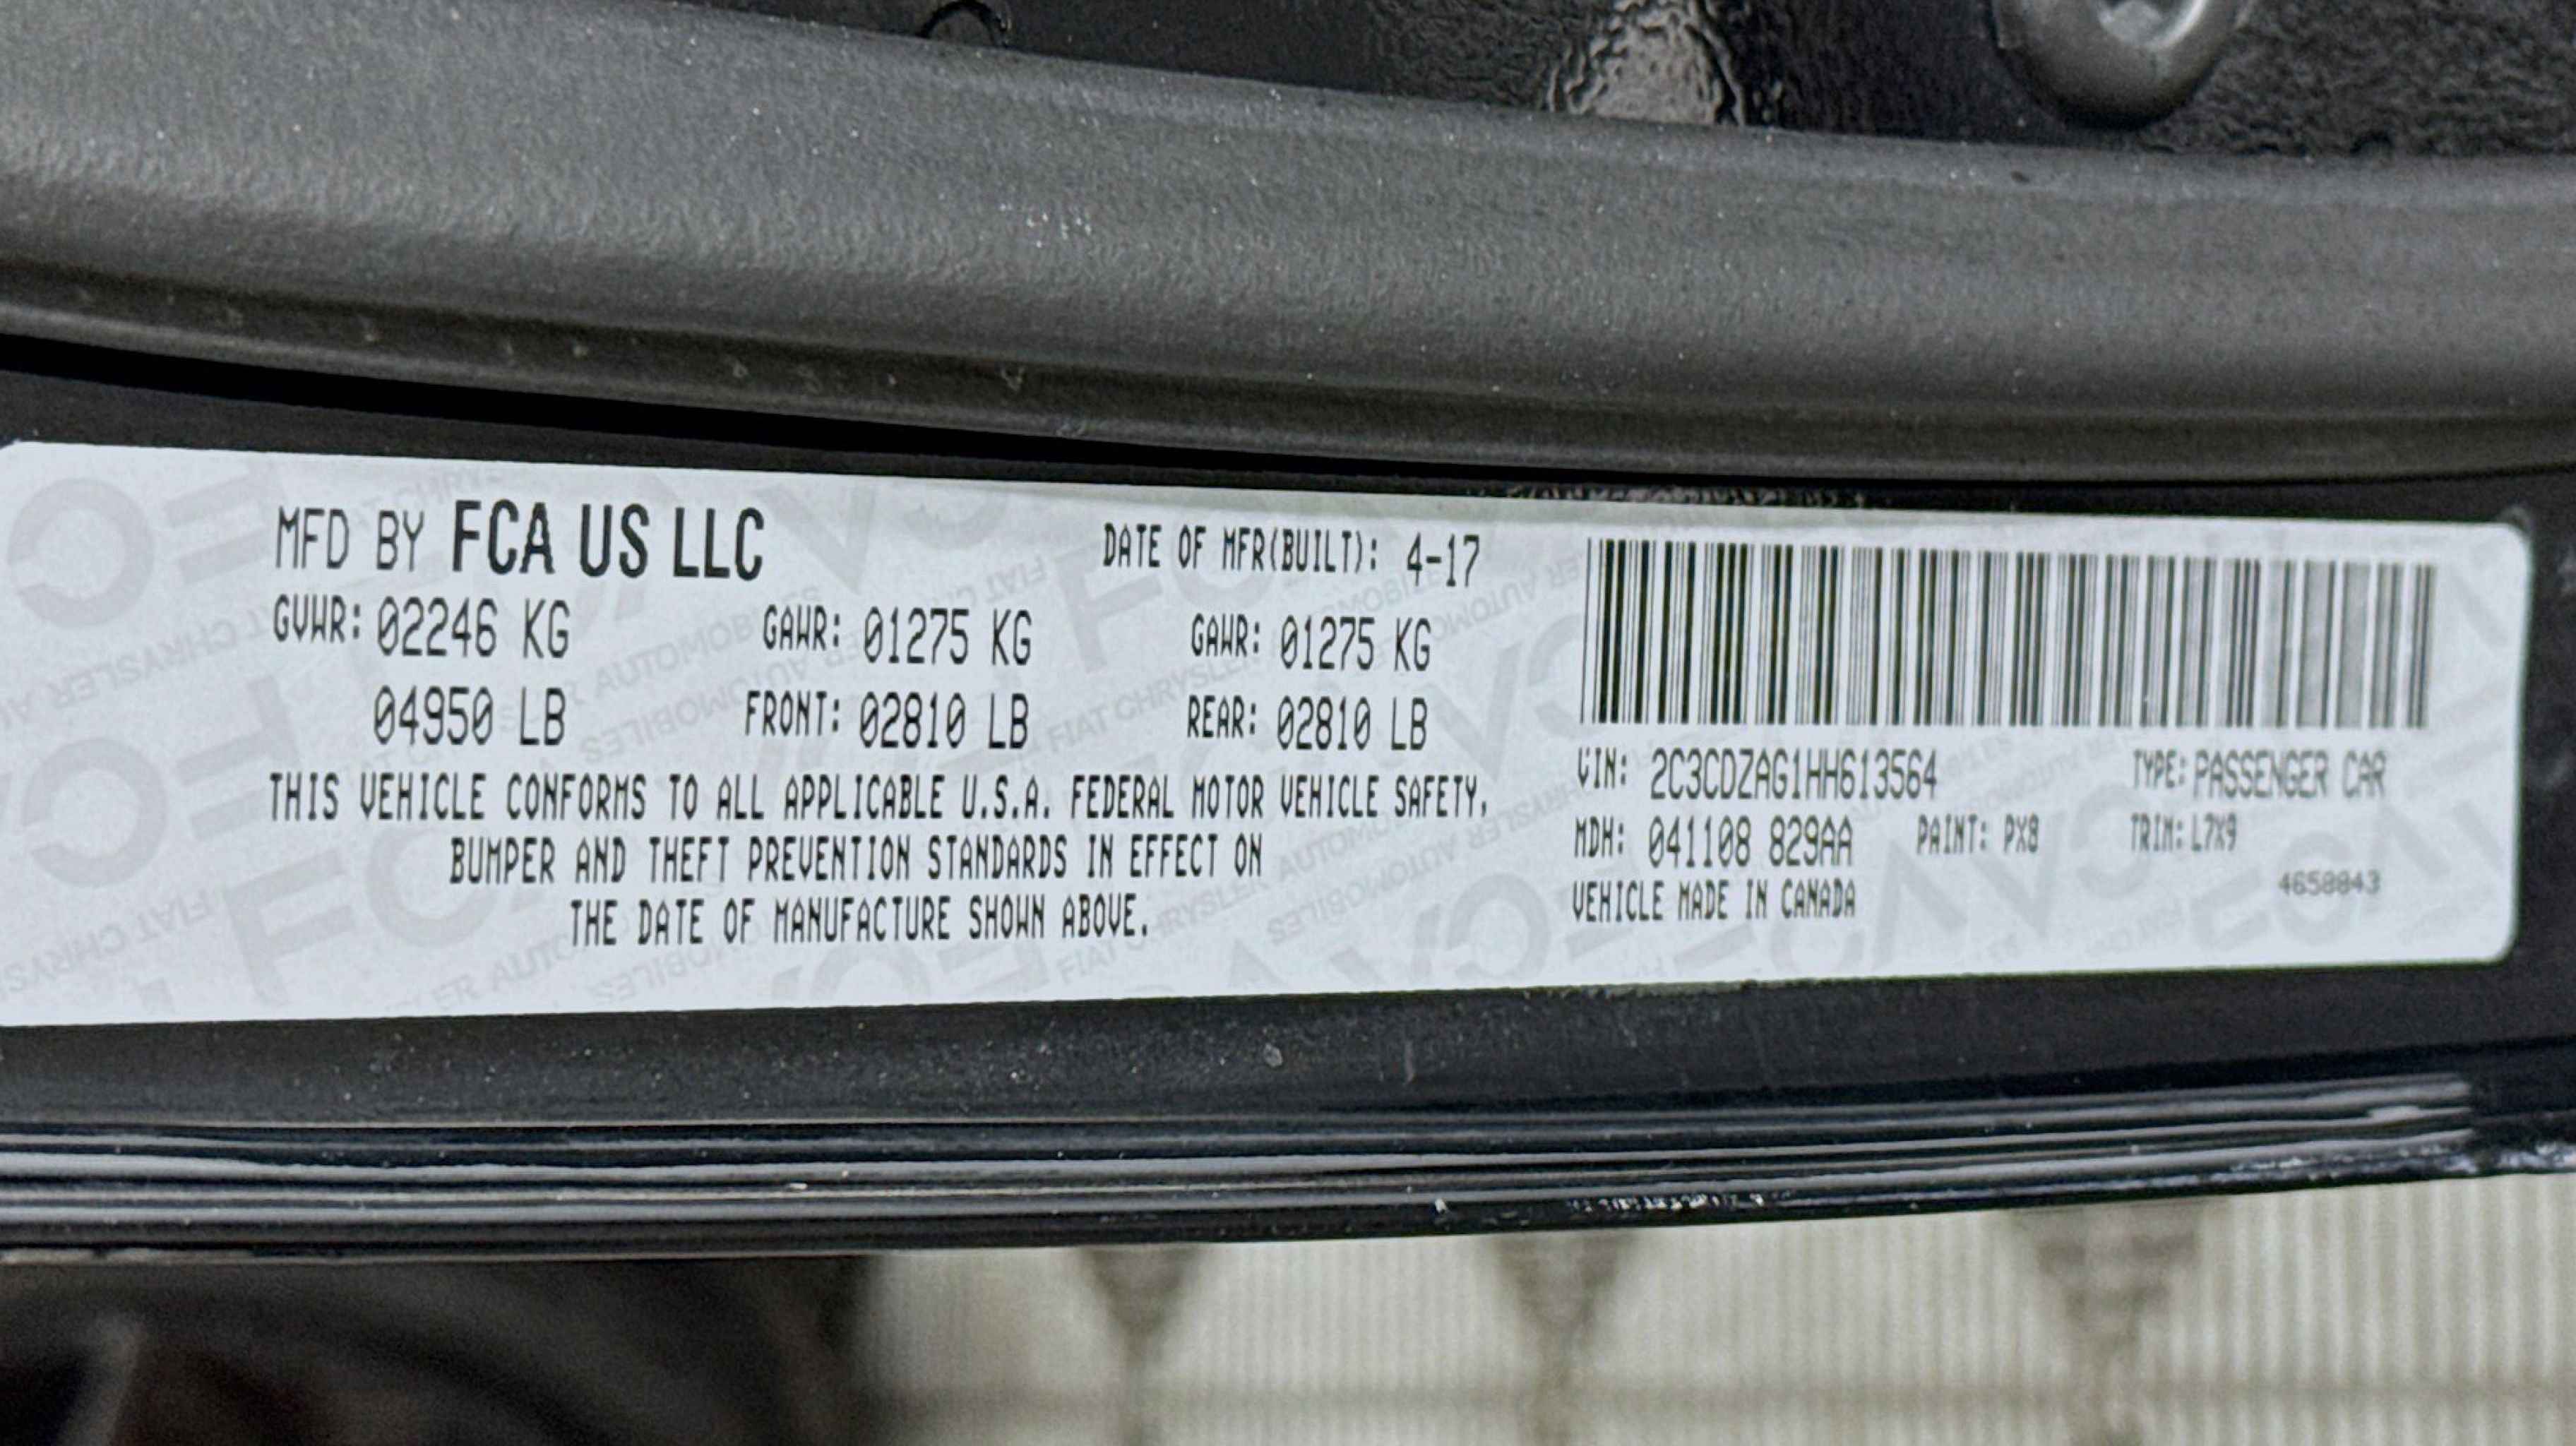 MFD BY FCA US LLC
DATE OF MFR(BUILT): 4-17
GVWR: 02246 KG GAWR: 01275 KG GAWR: 01275 KG
04950 LB FRONT: 02810 LB REAR: 02810 LB
THIS VEHICLE CONFORMS TO ALL APPLICABLE U.S.A. FEDERAL MOTOR VEHICLE SAFETY,
BUMPER AND THEFT PREVENTION STANDARDS IN EFFECT ON
THE DATE OF MANUFACTURE SHOWN ABOVE.
VIN: 2C3CDZAG1HH613564 TYPE: PASSENGER CAR
MDH: 041108 829AA PAINT: PX8 TRIM: L7X9
VEHICLE MADE IN CANADA
4658843